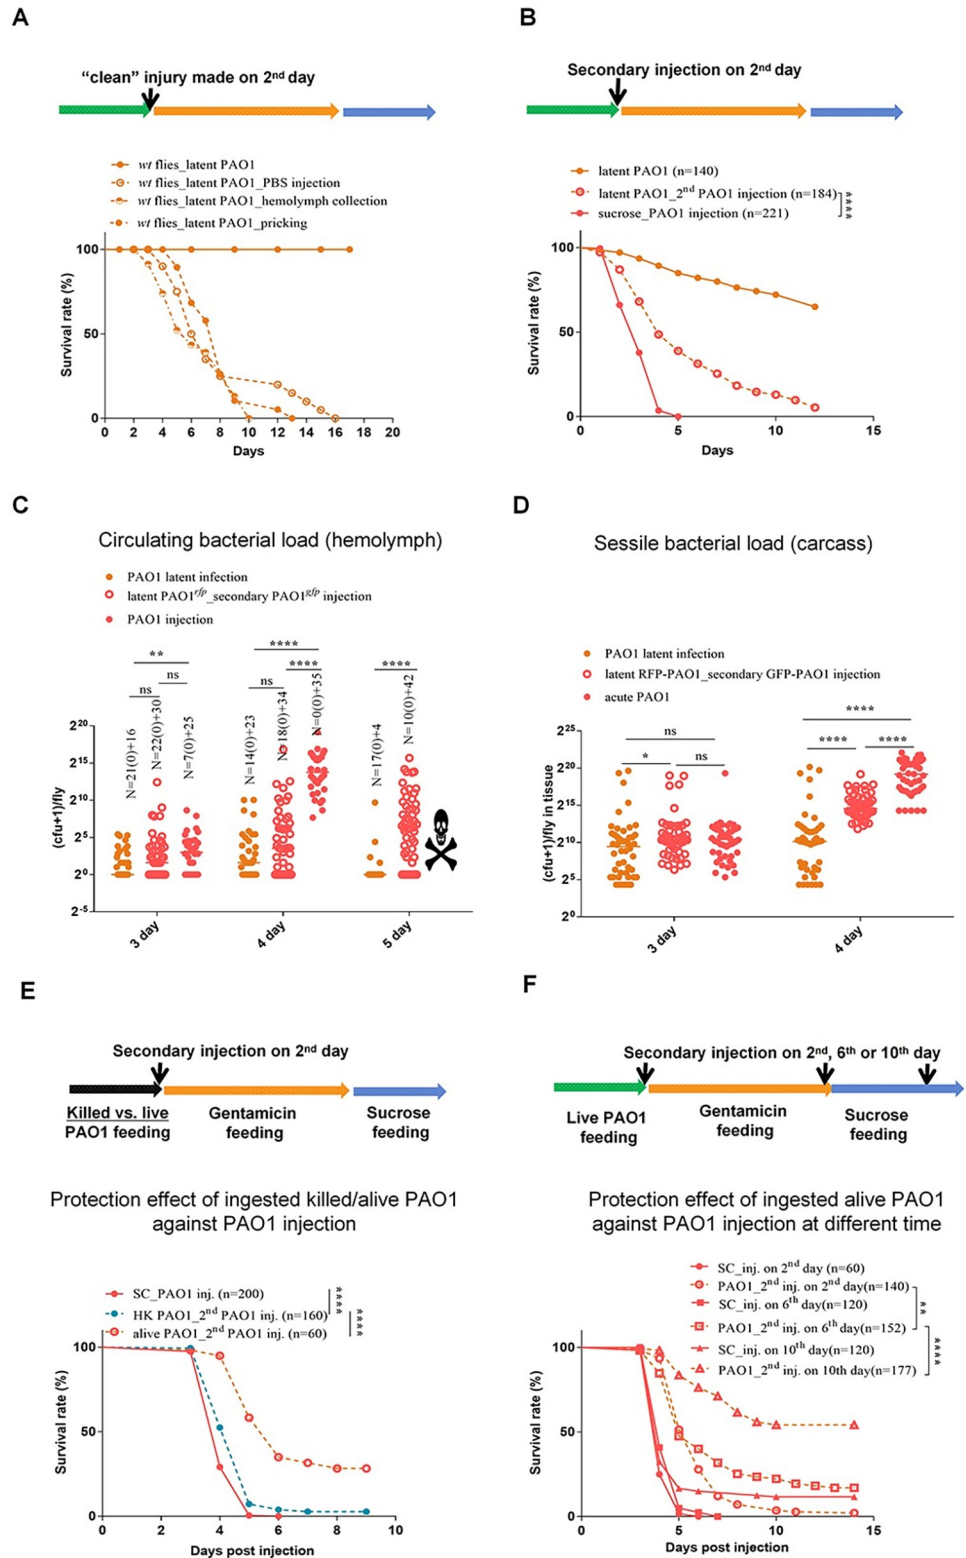 A
"clean" injury made on 2nd day
wt flies_latent PAO1
wt flies_latent PAO1_PBS injection
wt flies_latent PAO1_hemolymph collection
wt flies_latent PAO1_pricking
Survival rate (%)
100
50
0
0 2 4 6 8 10 12 14 16 18 20
Days
B
Secondary injection on 2nd day
latent PAO1 (n=140)
latent PAO1_2nd PAO1 injection (n=184)
sucrose_PAO1 injection (n=221)
****
Survival rate (%)
100
50
0
0 5 10 15
Days
C
Circulating bacterial load (hemolymph)
PAO1 latent infection
latent PAO1rfp_secondary PAO1gfp injection
PAO1 injection
**
ns
ns
****
ns
****
****
N=21(0)+16
N=22(0)+30
N=7(0)+25
N=14(0)+23
N=18(0)+34
N=0(0)+35
N=17(0)+4
N=10(0)+42
(cfu+1)/fly
2^20
2^10
2^5
2^0
2^-5
3 day
4 day
5 day
D
Sessile bacterial load (carcass)
PAO1 latent infection
latent RFP-PAO1_secondary GFP-PAO1 injection
acute PAO1
ns
*
ns
****
****
****
(cfu+1)/fly in tissue
2^25
2^20
2^15
2^10
2^5
2^0
3 day
4 day
E
Secondary injection on 2nd day
Killed vs. live
PAO1 feeding
Gentamicin
feeding
Sucrose
feeding
Protection effect of ingested killed/alive PAO1
against PAO1 injection
SC_PAO1 inj. (n=200)
HK PAO1_2nd PAO1 inj. (n=160)
alive PAO1_2nd PAO1 inj. (n=60)
****
****
Survival rate (%)
100
50
0
0 2 4 6 8 10
Days post injection
F
Secondary injection on 2nd, 6th or 10th day
Live PAO1
feeding
Gentamicin
feeding
Sucrose
feeding
Protection effect of ingested alive PAO1
against PAO1 injection at different time
SC_inj. on 2nd day (n=60)
PAO1_2nd inj. on 2nd day(n=140)
SC_inj. on 6th day(n=120)
PAO1_2nd inj. on 6th day(n=152)
SC_inj. on 10th day(n=120)
PAO1_2nd inj. on 10th day(n=177)
**
****
Survival rate (%)
100
50
0
0 5 10 15
Days post injection